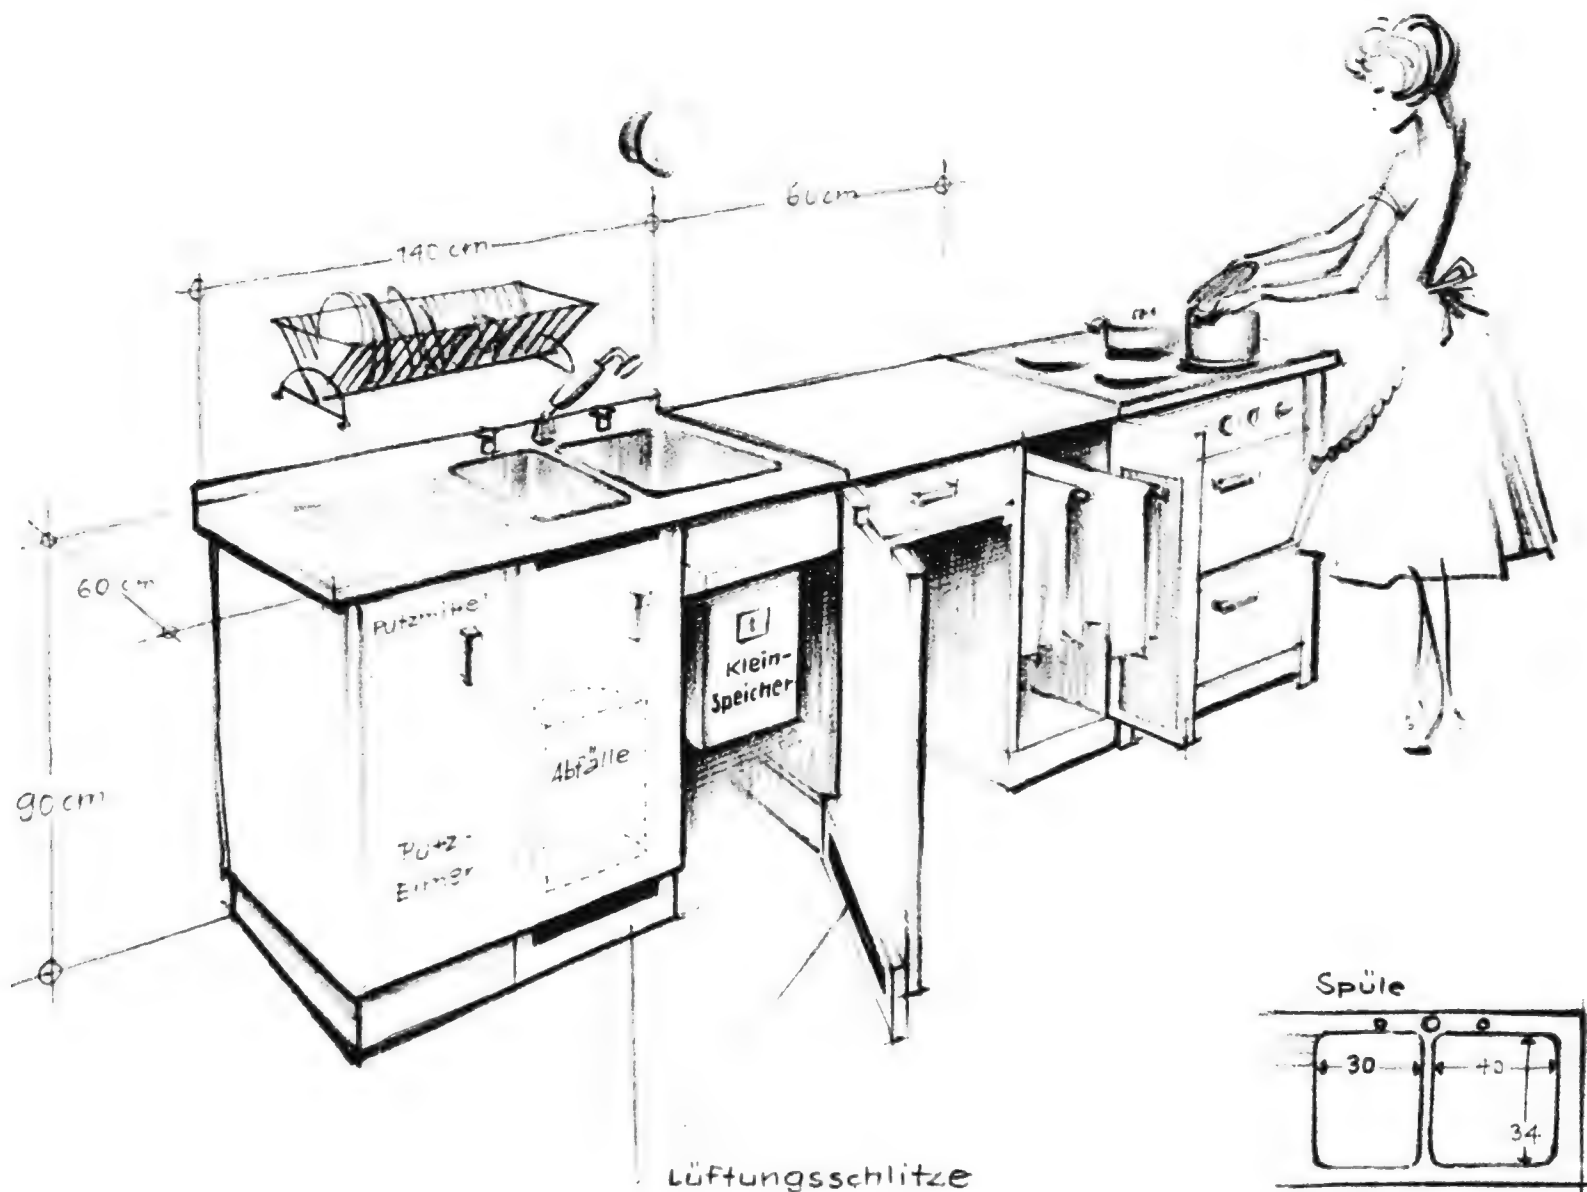 60cm
140 cm
60 cm
Putzmittel
Klein-
Speicher
Abfälle
90cm
Putz-
Eimer
Spüle
30
40
34
Lüftungsschlitze